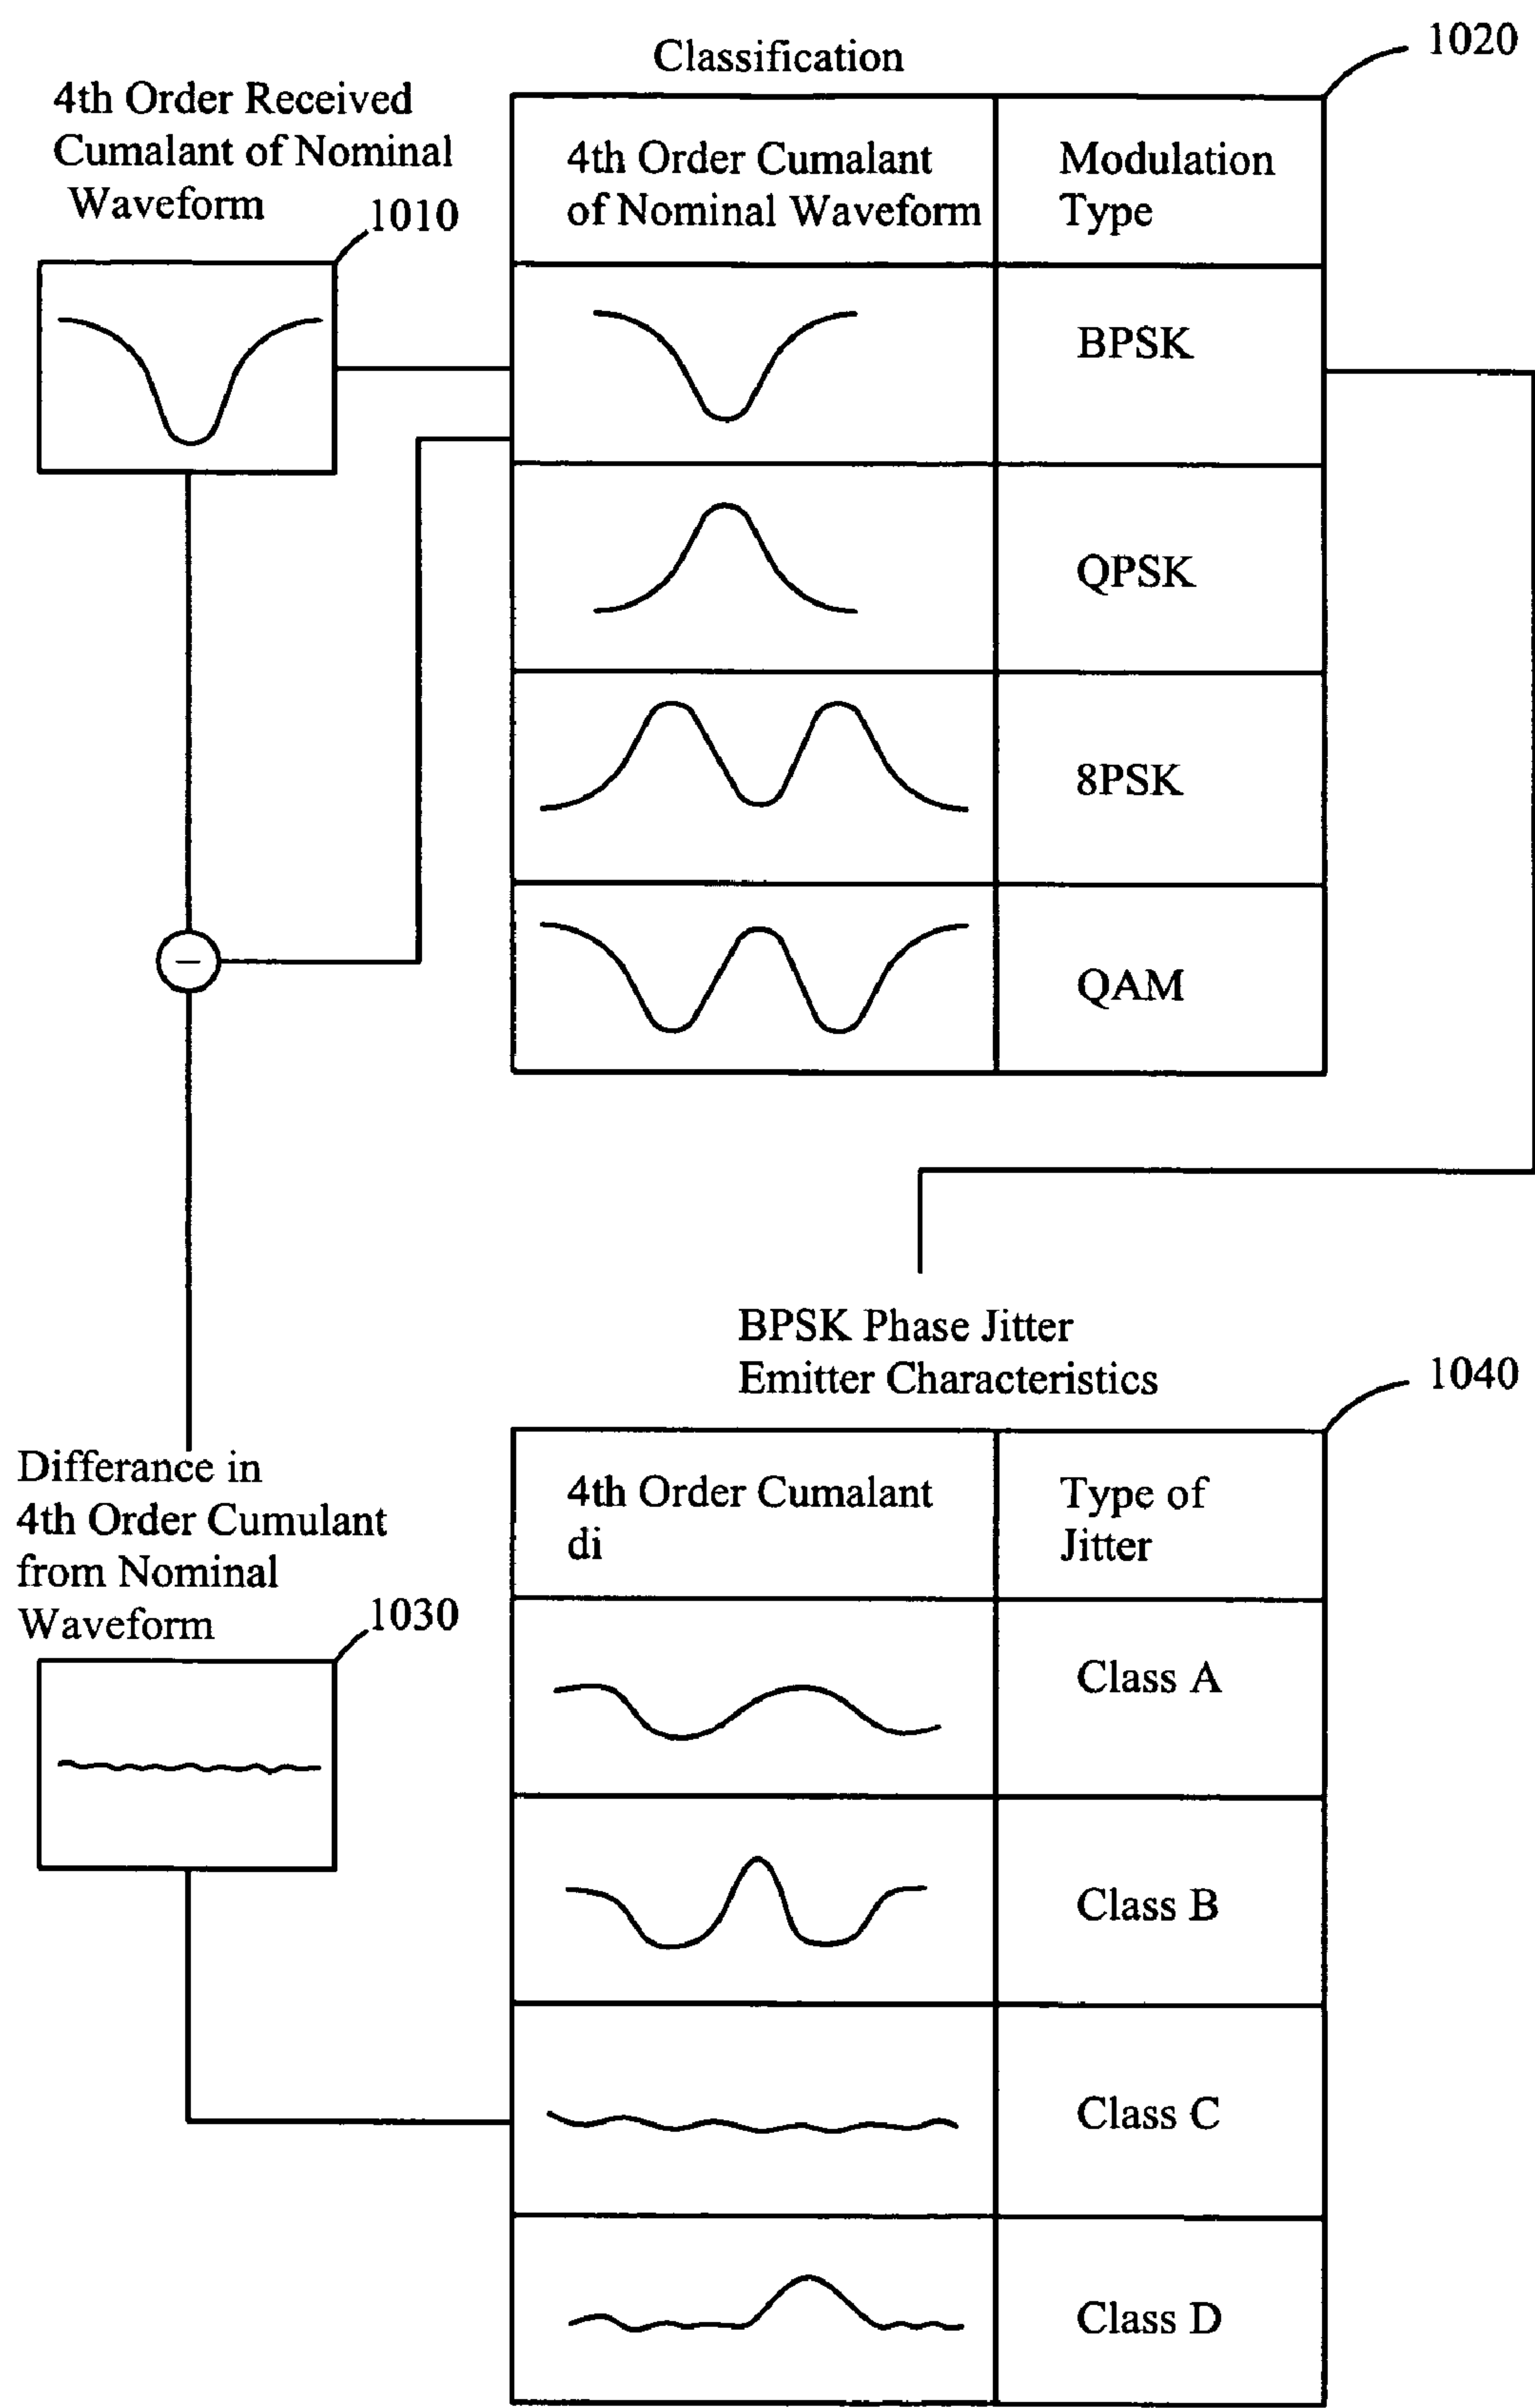 Classification
1020
4th Order Received
Cumalant of Nominal
Waveform
1010
4th Order Cumalant
of Nominal Waveform
Modulation
Type
BPSK
QPSK
8PSK
QAM
−
BPSK Phase Jitter
Emitter Characteristics
1040
Differance in
4th Order Cumulant
from Nominal
Waveform
1030
4th Order Cumalant
di
Type of
Jitter
Class A
Class B
Class C
Class D